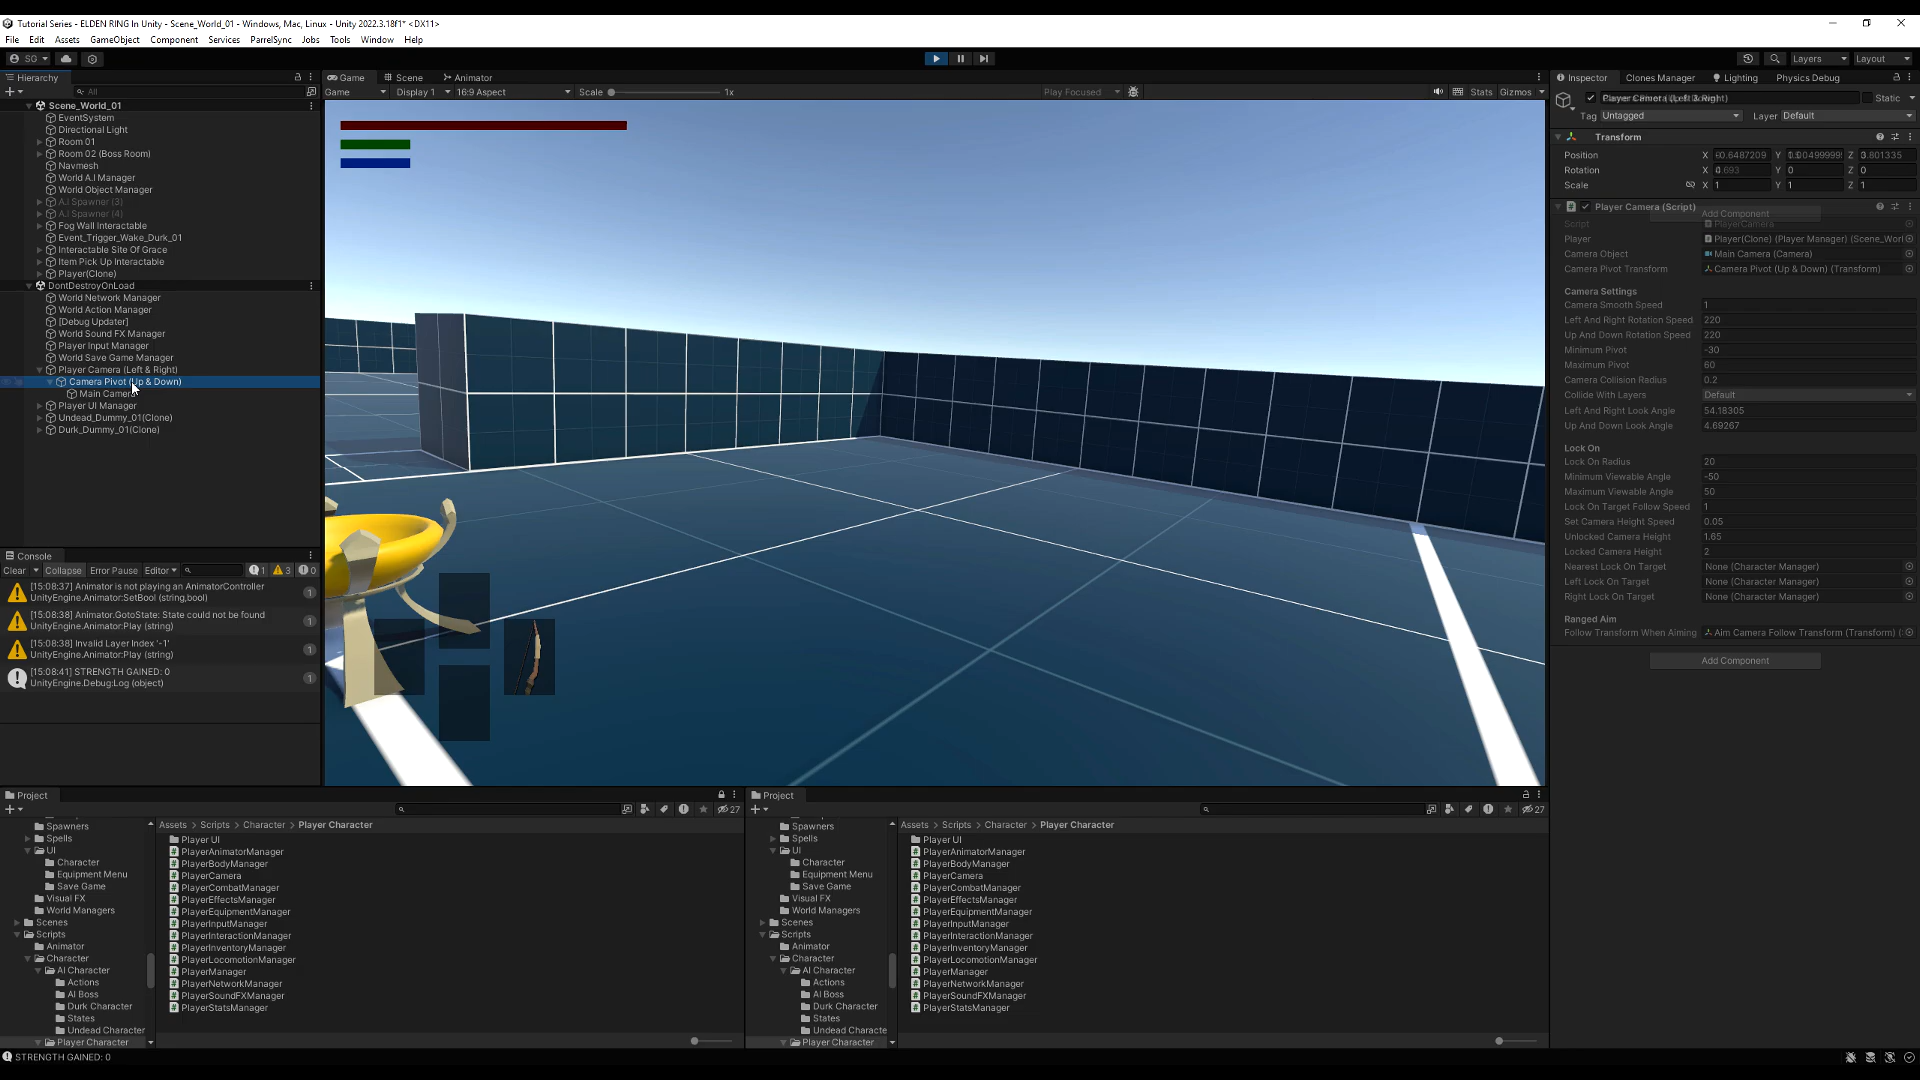 Tutorial Series - ELDEN RING In Unity - Scene_World_01 - Windows, Mac, Linux - Unity 2022.3.18f1* <DX11>
File Edit Assets GameObject Component Services ParrelSync Jobs Tools Window Help
SG Layers Layout
Hierarchy
All
Scene_World_01
EventSystem
Directional Light
Room 01
Room 02 (Boss Room)
Navmesh
World A.I Manager
World Object Manager
A.I Spawner (3)
A.I Spawner (4)
Fog Wall Interactable
Event_Trigger_Wake_Durk_01
Interactable Site Of Grace
Item Pick Up Interactable
Player(Clone)
DontDestroyOnLoad
World Network Manager
World Action Manager
[Debug Updater]
World Sound FX Manager
Player Input Manager
World Save Game Manager
Player Camera (Left & Right)
Camera Pivot (Up & Down)
Main Camera
Player UI Manager
Undead_Dummy_01(Clone)
Durk_Dummy_01(Clone)
Console
Clear Collapse Error Pause Editor 1 3 0
[15:08:37] Animator is not playing an AnimatorController
UnityEngine.Animator:SetBool (string,bool)
1
[15:08:38] Animator.GotoState: State could not be found
UnityEngine.Animator:Play (string)
1
[15:08:38] Invalid Layer Index '-1'
UnityEngine.Animator:Play (string)
1
[15:08:41] STRENGTH GAINED: 0
UnityEngine.Debug:Log (object)
1
Game Scene Animator
Game Display 1 16:9 Aspect Scale 1x Play Focused Stats Gizmos
Inspector Clones Manager Lighting Physics Debug
Static
Tag Untagged Layer Default
Transform
Position X Y Z 3.801335
Rotation X Y 0 Z 0
Scale X 1 Y 1 Z 1
Player Camera (Script)
Add Component
Script PlayerCamera
Player Player(Clone) (Player Manager) (Scene_Worl
Camera Object Main Camera (Camera)
Camera Pivot Transform Camera Pivot (Up & Down) (Transform)
Camera Settings
Camera Smooth Speed 1
Left And Right Rotation Speed 220
Up And Down Rotation Speed 220
Minimum Pivot -30
Maximum Pivot 60
Camera Collision Radius 0.2
Collide With Layers Default
Left And Right Look Angle 54.18305
Up And Down Look Angle 4.69267
Lock On
Lock On Radius 20
Minimum Viewable Angle -50
Maximum Viewable Angle 50
Lock On Target Follow Speed 1
Set Camera Height Speed 0.05
Unlocked Camera Height 1.65
Locked Camera Height 2
Nearest Lock On Target None (Character Manager)
Left Lock On Target None (Character Manager)
Right Lock On Target None (Character Manager)
Ranged Aim
Follow Transform When Aiming Aim Camera Follow Transform (Transform)
Add Component
Project
27
Spawners
Spells
UI
Character
Equipment Menu
Save Game
Visual FX
World Managers
Scenes
Scripts
Animator
Character
AI Character
Actions
AI Boss
Durk Character
States
Undead Character
Player Character
Assets > Scripts > Character > Player Character
Player UI
PlayerAnimatorManager
PlayerBodyManager
PlayerCamera
PlayerCombatManager
PlayerEffectsManager
PlayerEquipmentManager
PlayerInputManager
PlayerInteractionManager
PlayerInventoryManager
PlayerLocomotionManager
PlayerManager
PlayerNetworkManager
PlayerSoundFXManager
PlayerStatsManager
Project
27
Spawners
Spells
UI
Character
Equipment Menu
Save Game
Visual FX
World Managers
Scenes
Scripts
Animator
Character
AI Character
Actions
AI Boss
Durk Character
States
Undead Characte
Player Character
Assets > Scripts > Character > Player Character
Player UI
PlayerAnimatorManager
PlayerBodyManager
PlayerCamera
PlayerCombatManager
PlayerEffectsManager
PlayerEquipmentManager
PlayerInputManager
PlayerInteractionManager
PlayerInventoryManager
PlayerLocomotionManager
PlayerManager
PlayerNetworkManager
PlayerSoundFXManager
PlayerStatsManager
STRENGTH GAINED: 0